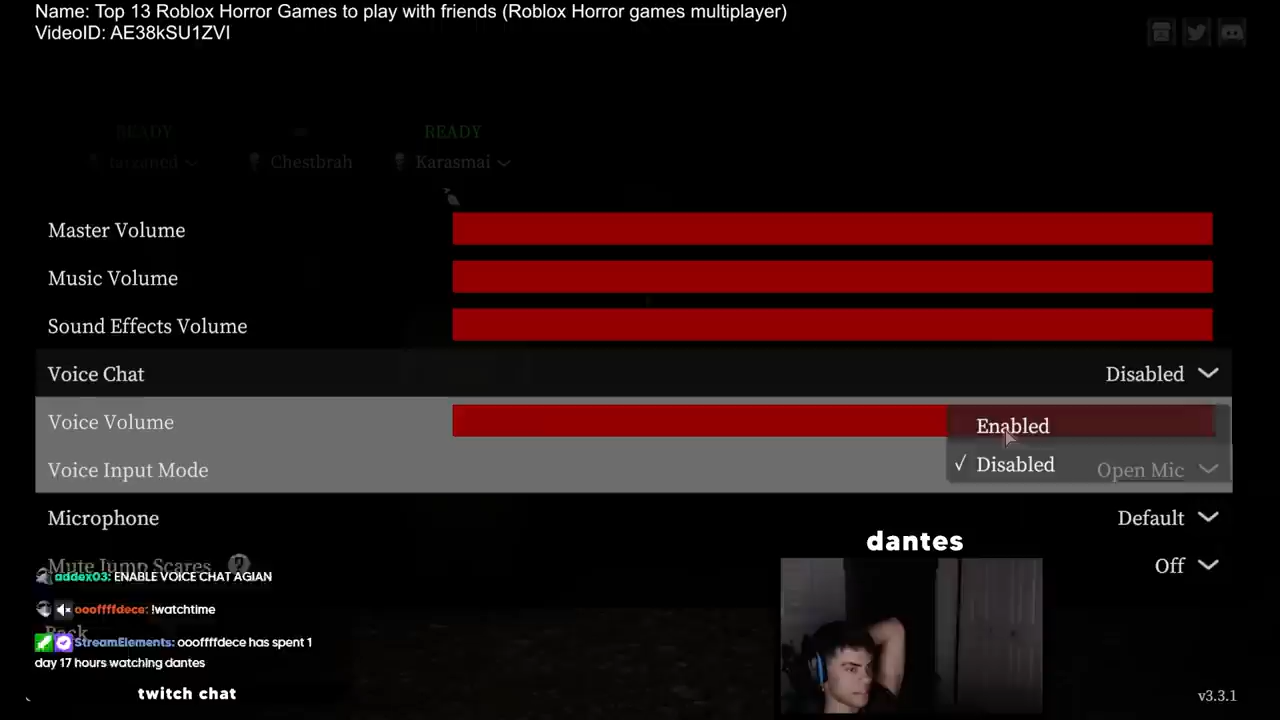 Name: Top 13 Roblox Horror Games to play with friends (Roblox Horror games multiplayer)
VideoID: AE38kSU1ZVI
READY
READY
Chestbrah
Karasmai
Master Volume
Music Volume
Sound Effects Volume
Voice Chat Disabled
Voice Volume
Enabled
Disabled
Voice Input Mode Open Mic
Microphone Default
dantes
Mute Jump Scares ? Off
addex03: ENABLE VOICE CHAT AGIAN
ooofffdece: !watchtime
Back
StreamElements: ooofffdece has spent 1
day 17 hours watching dantes
twitch chat
v3.3.1